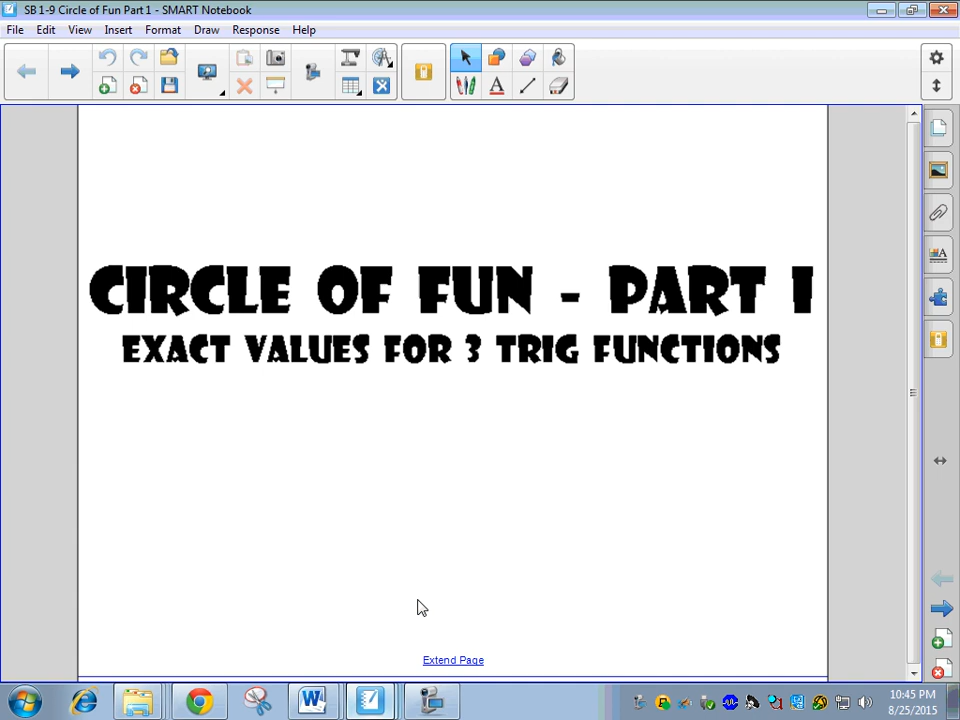 SB 1-9 Circle of Fun Part 1 - SMART Notebook
File Edit View Insert Format Draw Response Help
CIRCLE OF FUN - PART I
EXACT VALUES FOR 3 TRIG FUNCTIONS
Extend Page
10:45 PM
8/25/2015